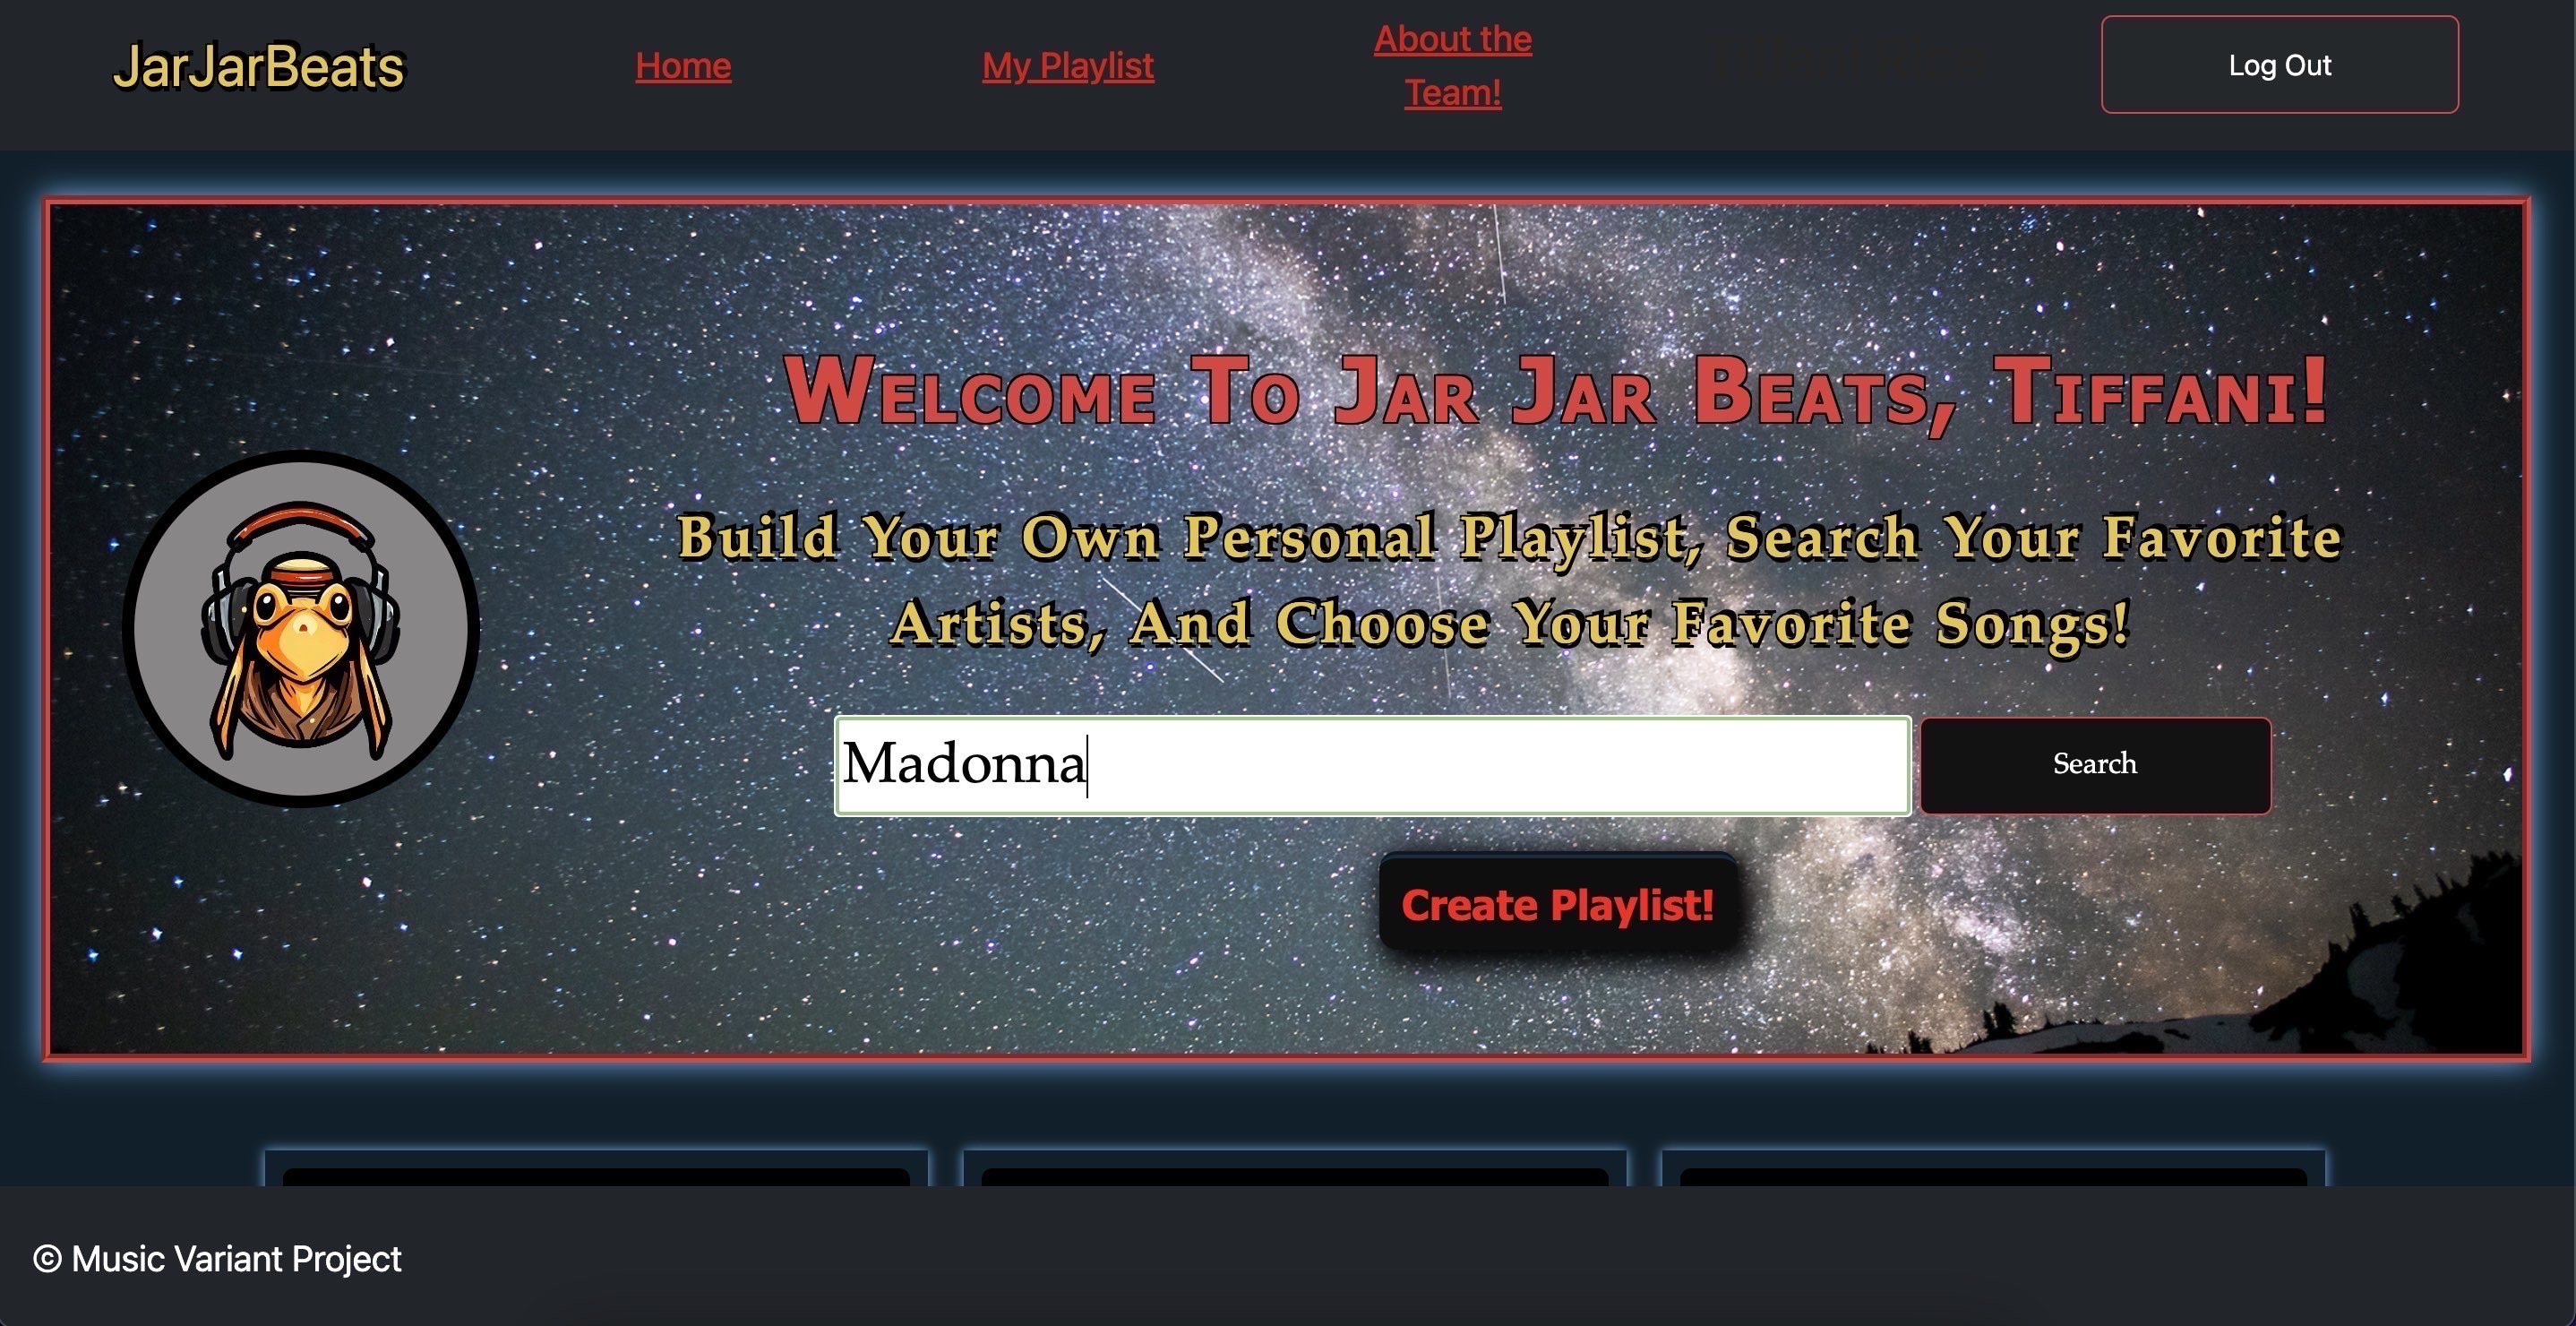 JarJarBeats
Home
My Playlist
About the
Team!
Log Out
Welcome To Jar Jar Beats, Tiffani!
Build Your Own Personal Playlist, Search Your Favorite
Artists, And Choose Your Favorite Songs!
Madonna
Search
Create Playlist!
© Music Variant Project